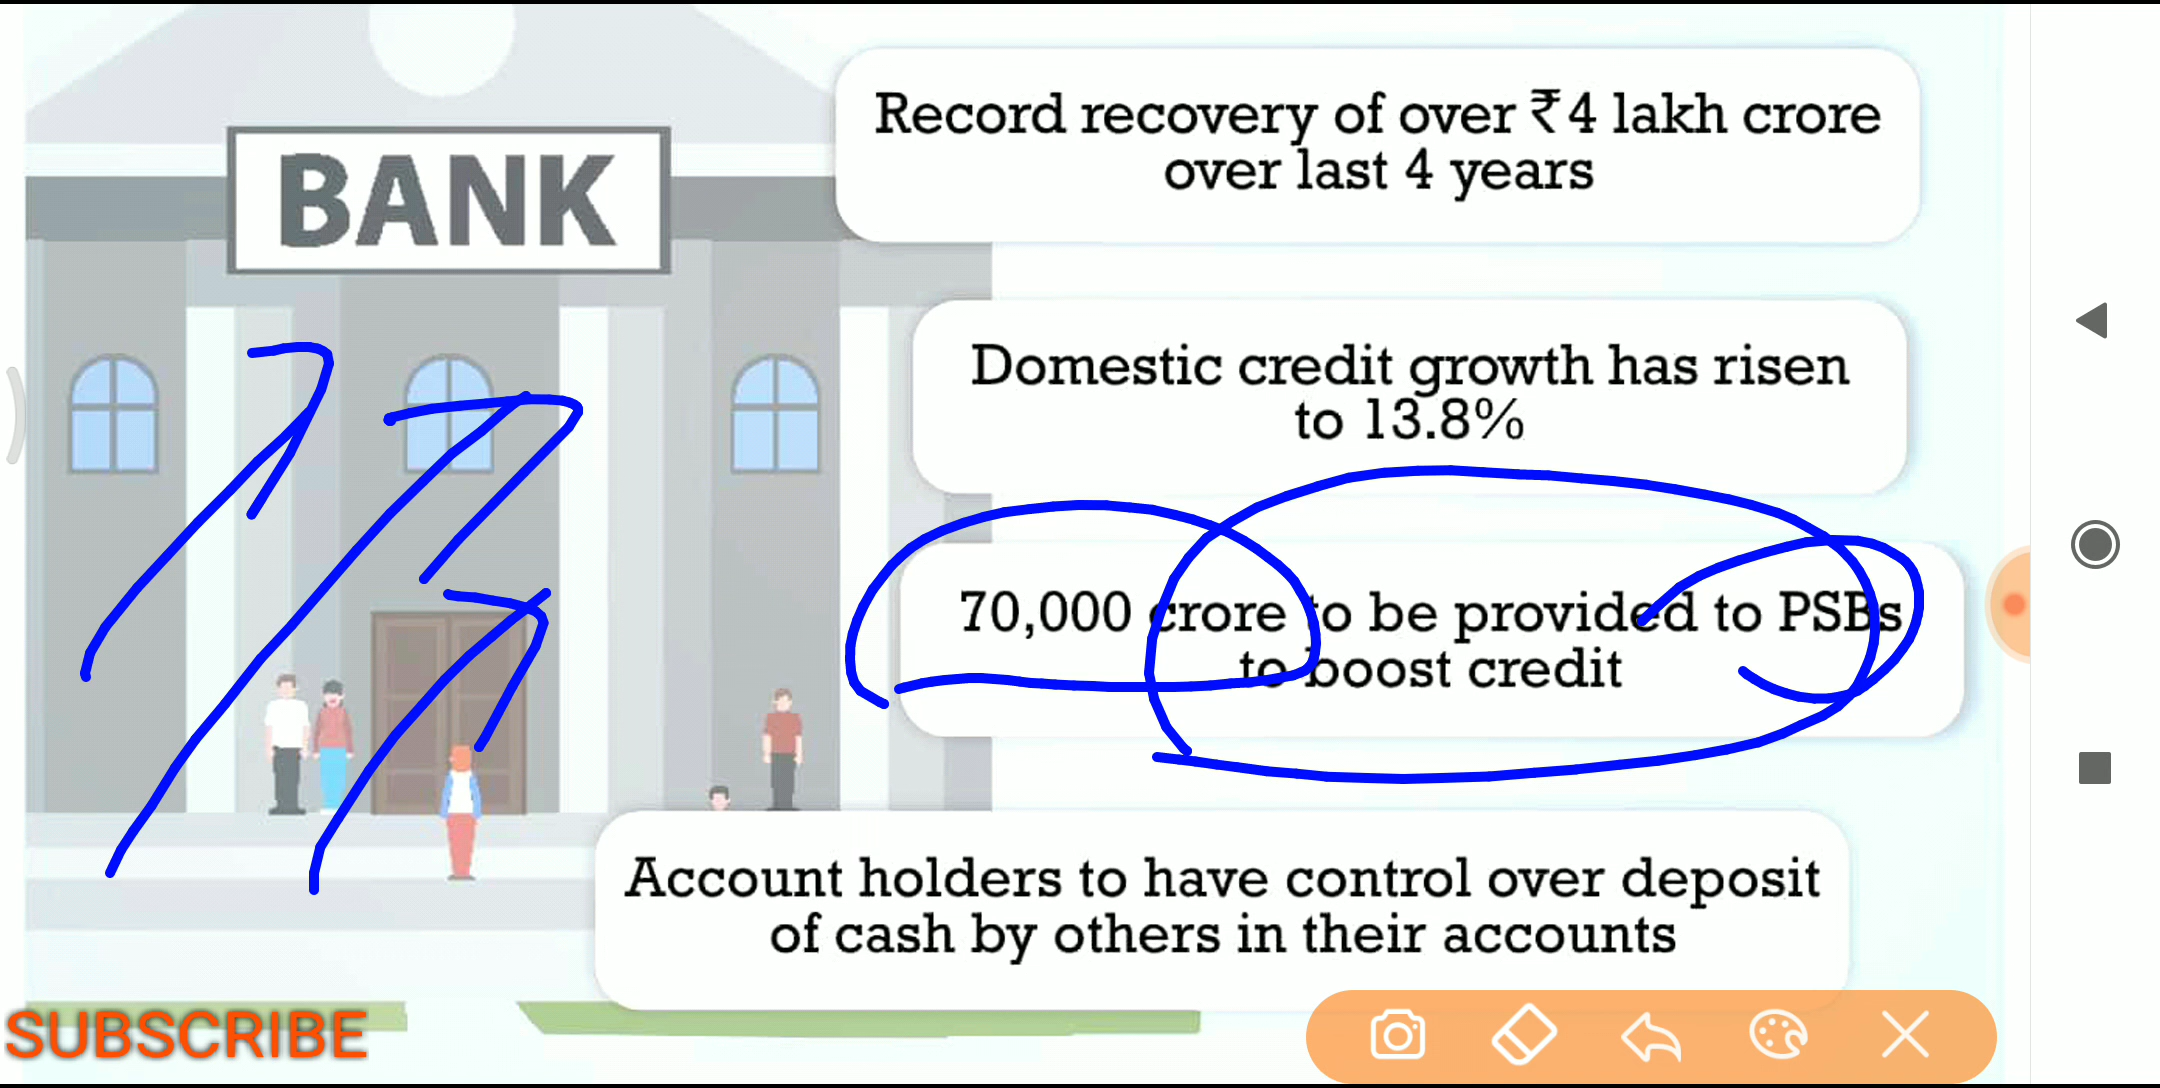 BANK
Record recovery of over ₹4 lakh crore
over last 4 years
Domestic credit growth has risen
to 13.8%
70,000 crore to be provided to PSBs
to boost credit
Account holders to have control over deposit
of cash by others in their accounts
SUBSCRIBE